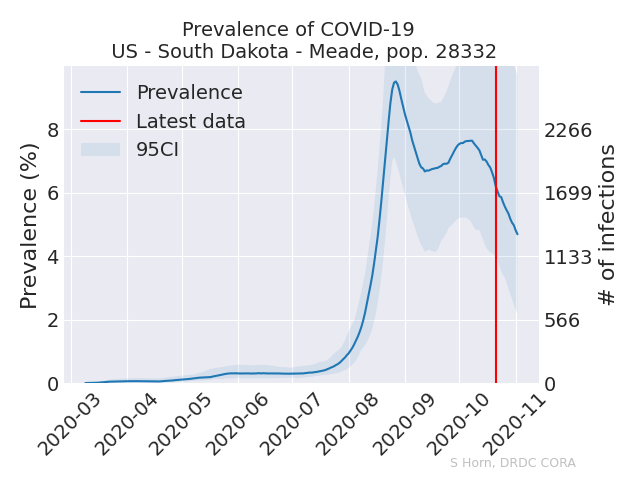 Prevalence of COVID-19
US - South Dakota - Meade, pop. 28332
Prevalence
Latest data
95CI
Prevalence (%)
8
6
4
2
0
2266
1699
1133
566
0
# of infections
2020-03
2020-04
2020-05
2020-06
2020-07
2020-08
2020-09
2020-10
2020-11
S Horn, DRDC CORA